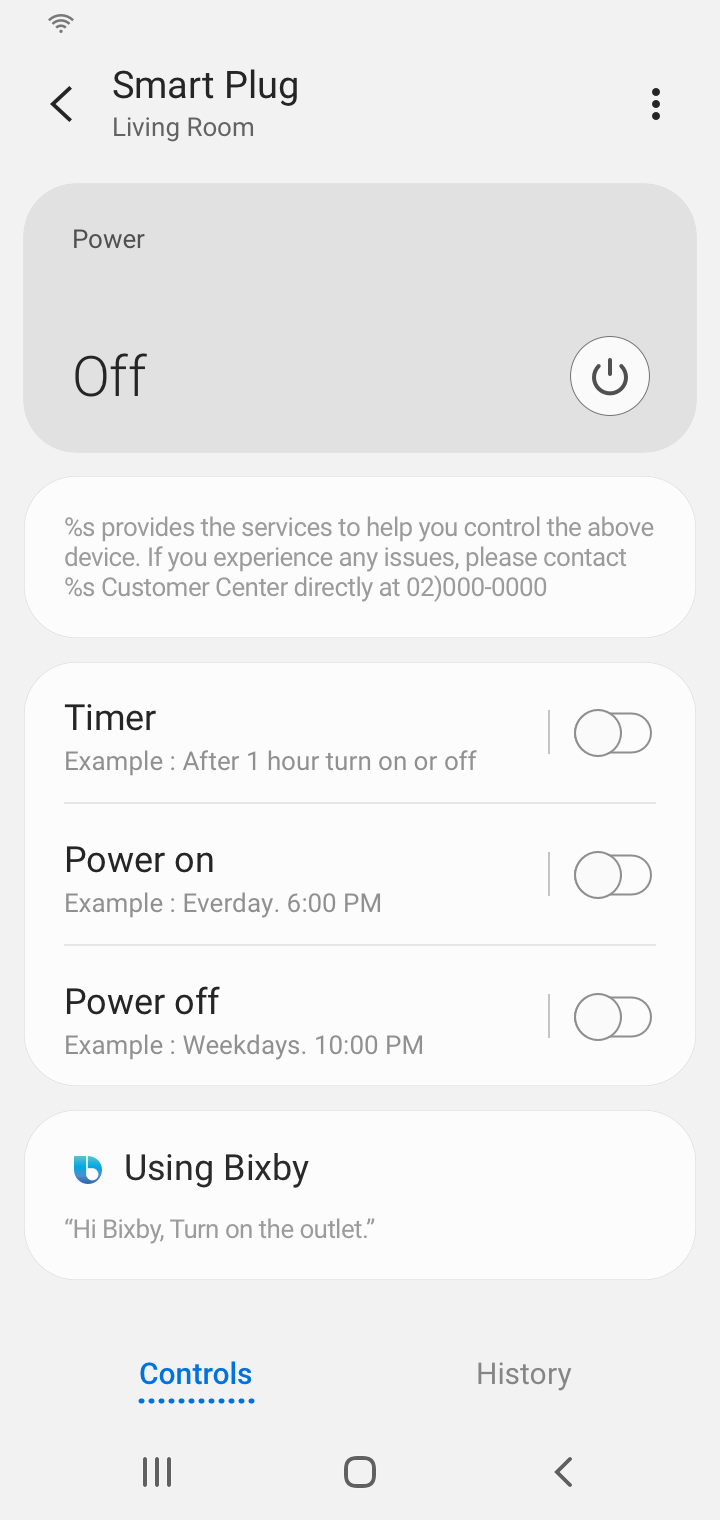 Smart Plug
Living Room
Power
Off
%s provides the services to help you control the above
device. If you experience any issues, please contact
%s Customer Center directly at 02)000-0000
Timer
Example : After 1 hour turn on or off
Power on
Example : Everday. 6:00 PM
Power off
Example : Weekdays. 10:00 PM
Using Bixby
“Hi Bixby, Turn on the outlet.”
Controls
History